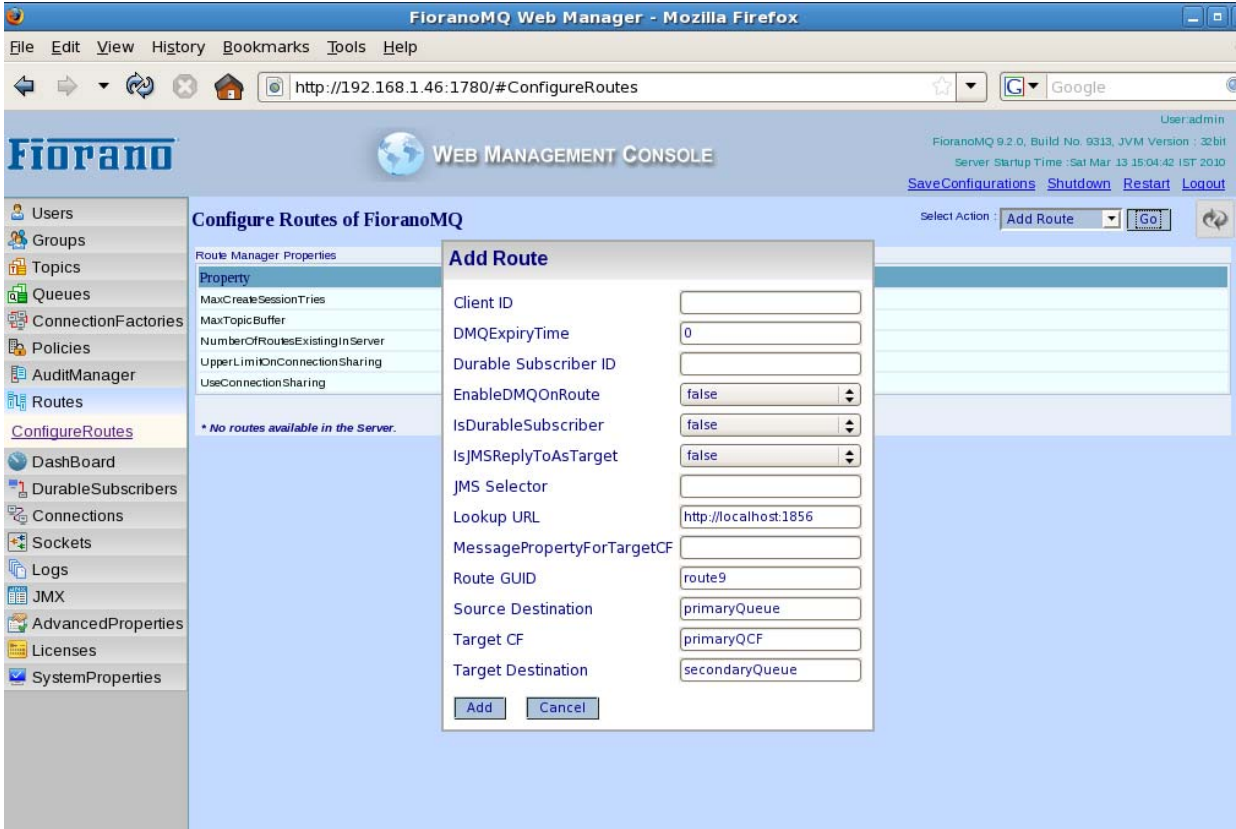 FioranoMQ Web Manager - Mozilla Firefox
File Edit View History Bookmarks Tools Help
http://192.168.1.46:1780/#ConfigureRoutes
G Google
User:admin
Fiorano WEB MANAGEMENT CONSOLE
FioranoMQ 9.2.0, Build No. 9313, JVM Version : 32bit
Server Startup Time :Sat Mar 13 15:04:42 IST 2010
SaveConfigurations Shutdown Restart Logout
Users
Groups
Topics
Queues
ConnectionFactories
Policies
AuditManager
Routes
ConfigureRoutes
DashBoard
DurableSubscribers
Connections
Sockets
Logs
JMX
AdvancedProperties
Licenses
SystemProperties
Configure Routes of FioranoMQ
Select Action : Add Route Go
Route Manager Properties
Property
MaxCreateSessionTries
MaxTopicBuffer
NumberOfRoutesExistingInServer
UpperLimitOnConnectionSharing
UseConnectionSharing
* No routes available in the Server.
Add Route
Client ID
DMQExpiryTime 0
Durable Subscriber ID
EnableDMQOnRoute false
IsDurableSubscriber false
IsJMSReplyToAsTarget false
JMS Selector
Lookup URL http://localhost:1856
MessagePropertyForTargetCF
Route GUID route9
Source Destination primaryQueue
Target CF primaryQCF
Target Destination secondaryQueue
Add Cancel